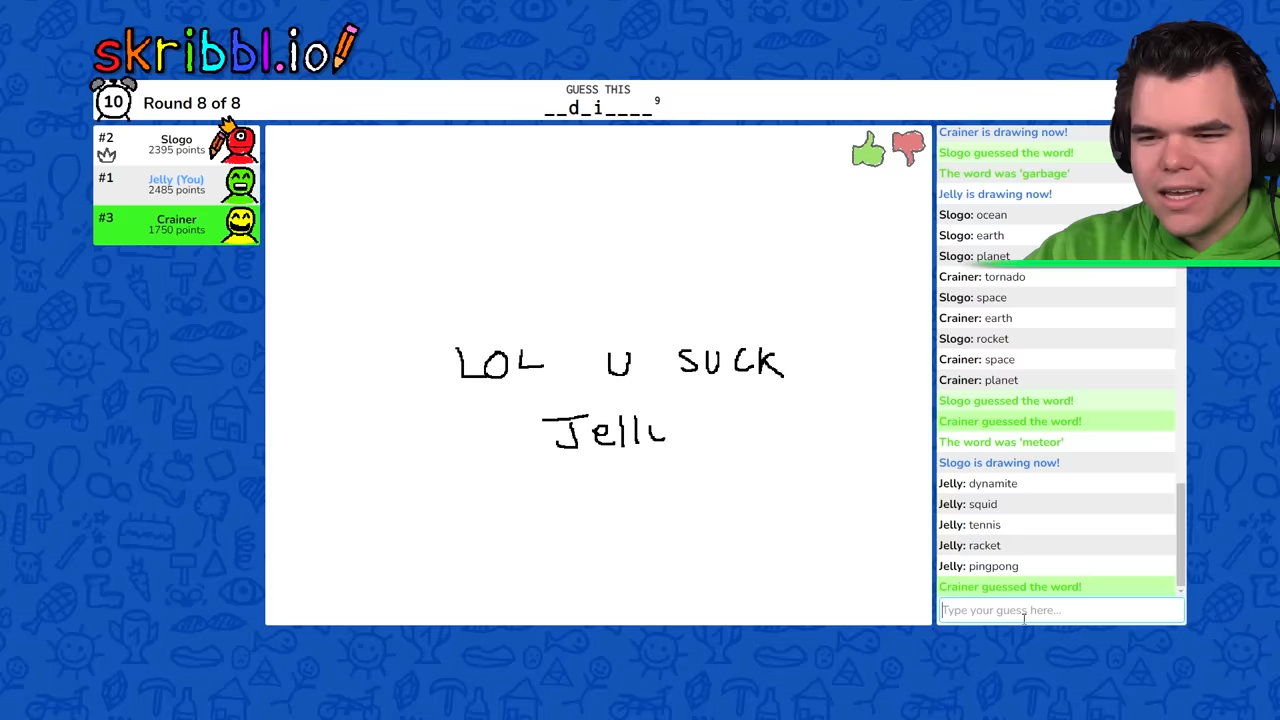 skribbl.io
10
Round 8 of 8
GUESS THIS
__d_i____ 9
#2
Slogo
2395 points
#1
Jelly (You)
2485 points
#3
Crainer
1750 points
LOL U SUCK
Jellu
Crainer is drawing now!
Slogo guessed the word!
The word was 'garbage'
Jelly is drawing now!
Slogo: ocean
Slogo: earth
Slogo: planet
Crainer: tornado
Slogo: space
Crainer: earth
Slogo: rocket
Crainer: space
Crainer: planet
Slogo guessed the word!
Crainer guessed the word!
The word was 'meteor'
Slogo is drawing now!
Jelly: dynamite
Jelly: squid
Jelly: tennis
Jelly: racket
Jelly: pingpong
Crainer guessed the word!
Type your guess here...